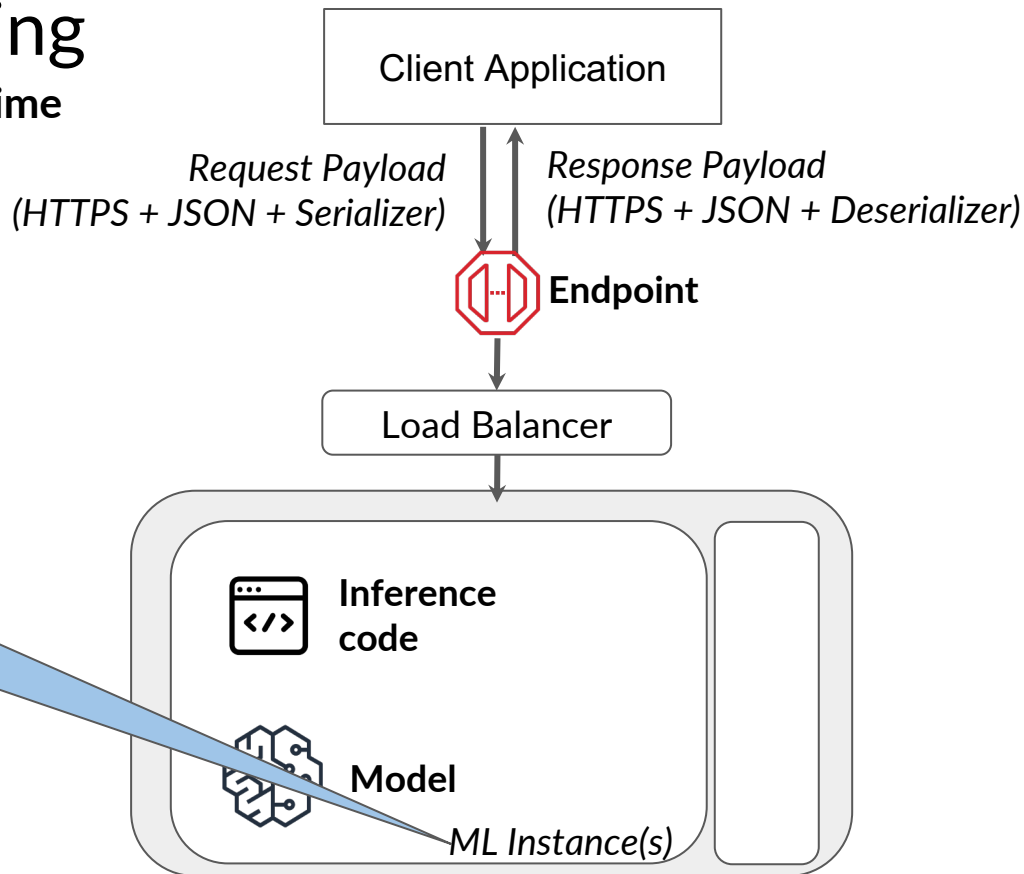 ing
ime
Client Application
Request Payload
(HTTPS + JSON + Serializer)
Response Payload
(HTTPS + JSON + Deserializer)
Endpoint
Load Balancer
Inference
code
Model
ML Instance(s)